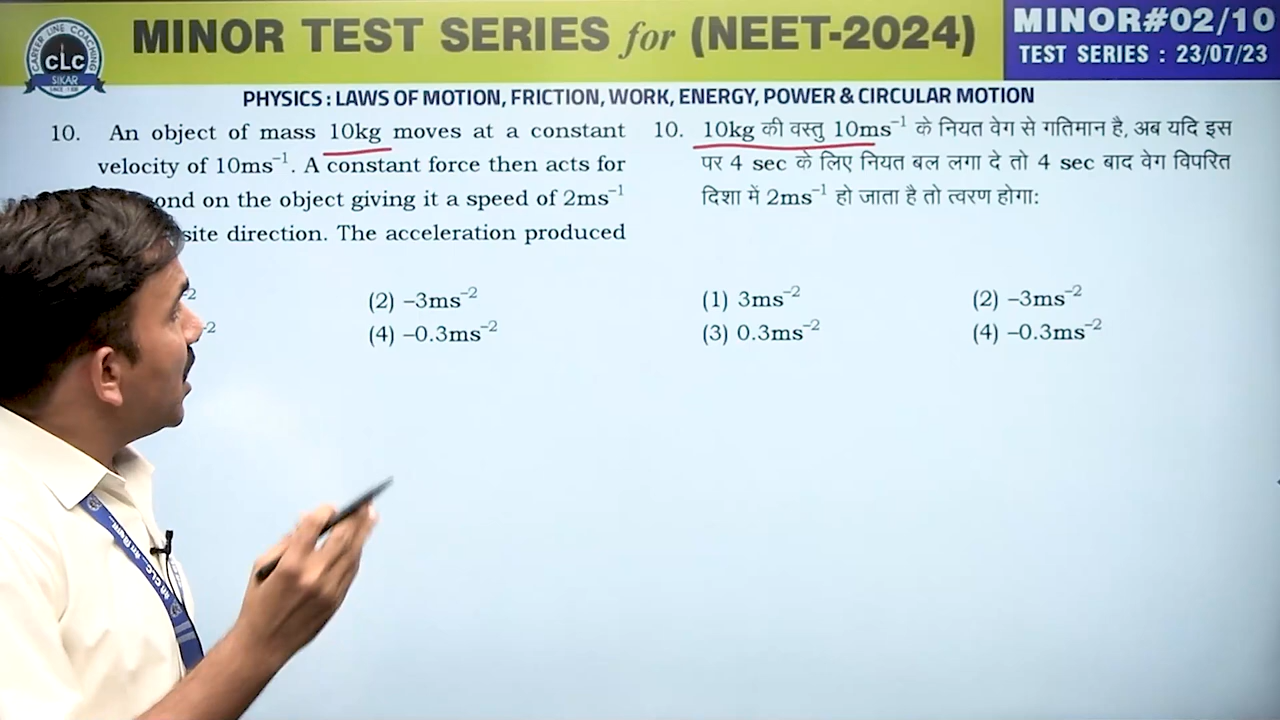 MINOR TEST SERIES for (NEET-2024)
MINOR#02/10
TEST SERIES : 23/07/23
CAREER LINE COACHING
CLC
SIKAR
PHYSICS : LAWS OF MOTION, FRICTION, WORK, ENERGY, POWER & CIRCULAR MOTION
10. An object of mass 10kg moves at a constant
velocity of 10ms⁻¹. A constant force then acts for
ond on the object giving it a speed of 2ms⁻¹
site direction. The acceleration produced
(2) –3ms⁻²
(4) –0.3ms⁻²
10. 10kg की वस्तु 10ms⁻¹ के नियत वेग से गतिमान है, अब यदि इस
पर 4 sec के लिए नियत बल लगा दे तो 4 sec बाद वेग विपरित
दिशा में 2ms⁻¹ हो जाता है तो त्वरण होगा:
(1) 3ms⁻² (2) –3ms⁻²
(3) 0.3ms⁻² (4) –0.3ms⁻²